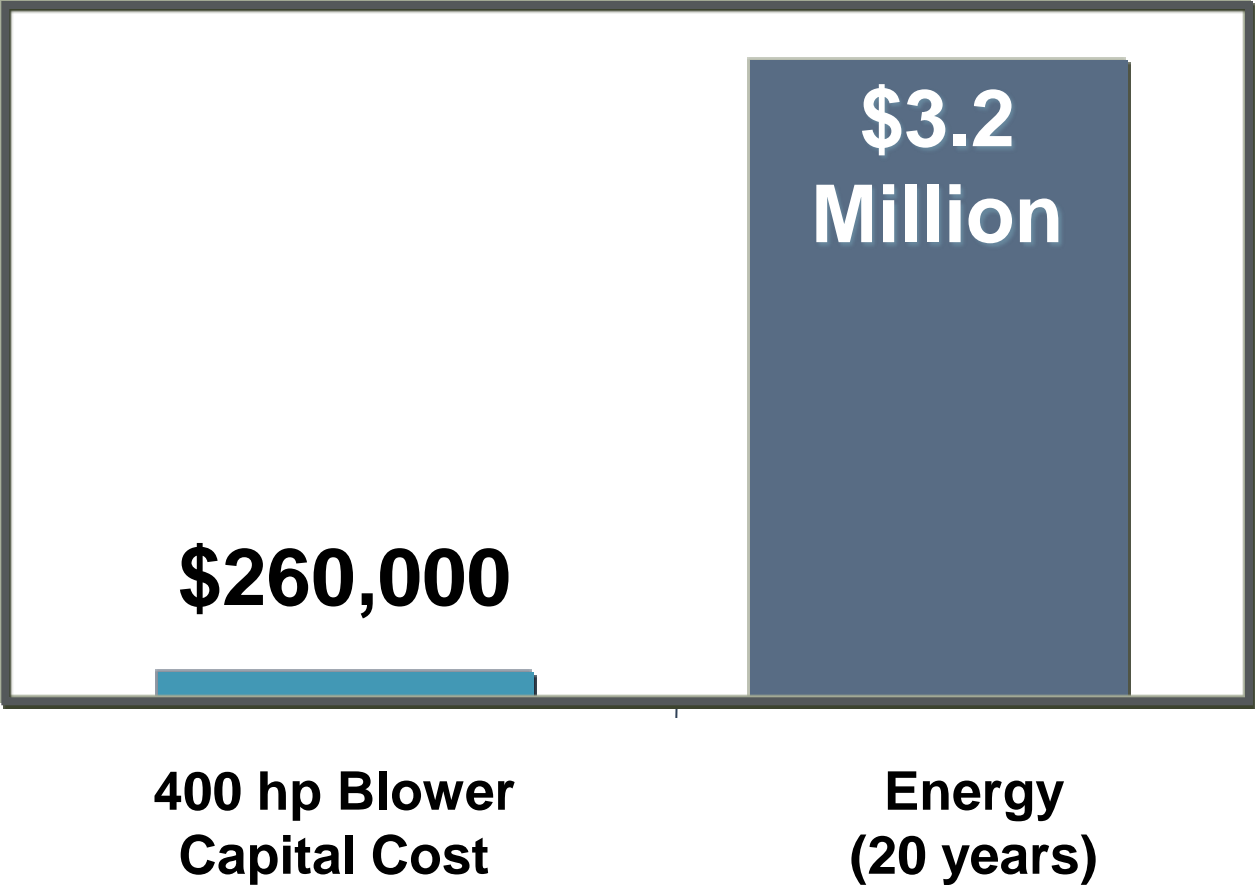 $3.2
Million
$260,000
400 hp Blower
Capital Cost
Energy
(20 years)